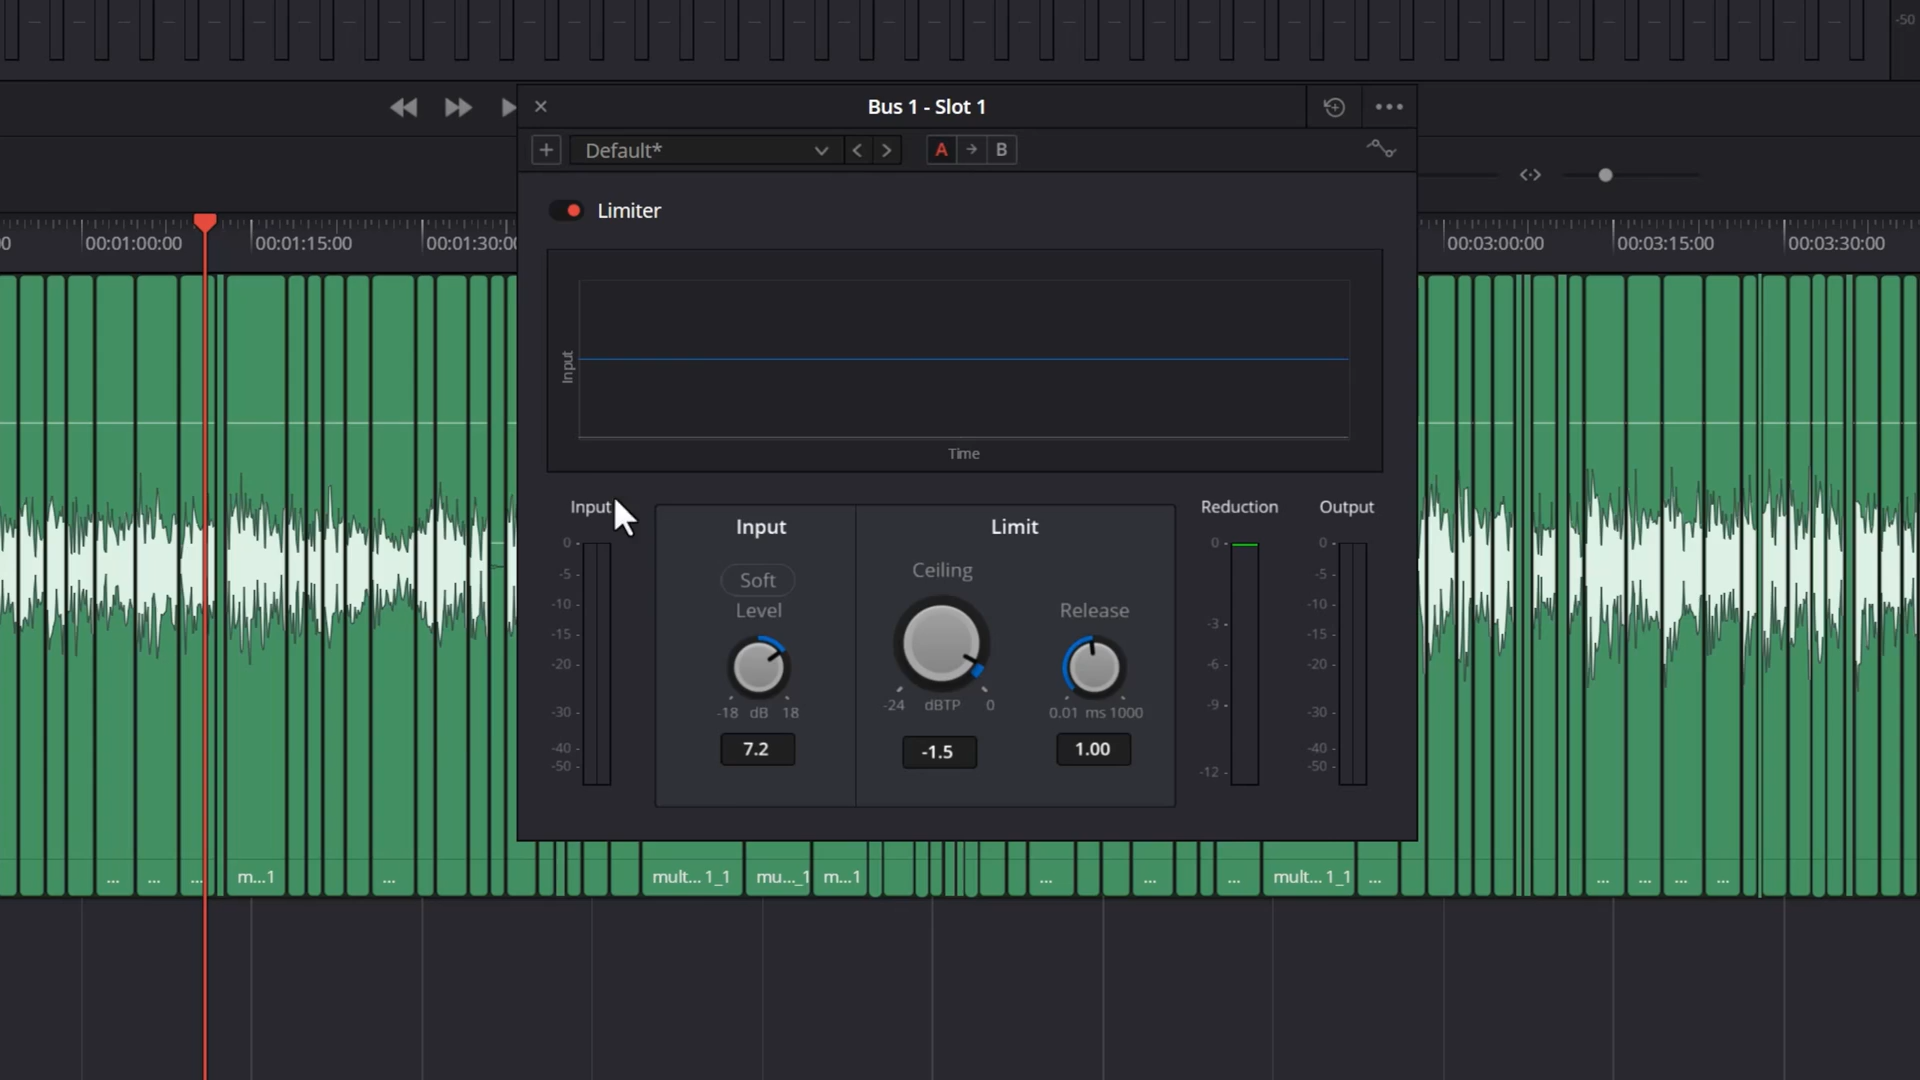 -50
Bus 1 - Slot 1
Default*
A
B
Limiter
0
00:01:00:00
00:01:15:00
00:01:30:0
00:03:00:00
00:03:15:00
00:03:30:00
Input
Time
Input
Input
Limit
Reduction
Output
Soft
Level
Ceiling
Release
0
-5
-10
-15
-20
-30
-40
-50
-18 dB 18
7.2
-24 dBTP 0
-1.5
0.01 ms 1000
1.00
0
-3
-6
-9
-12
0
-5
-10
-15
-20
-30
-40
-50
...
...
...
m...1
...
mult... 1_1
mu..._1
m...1
...
...
...
mult... 1_1
...
...
...
...
...